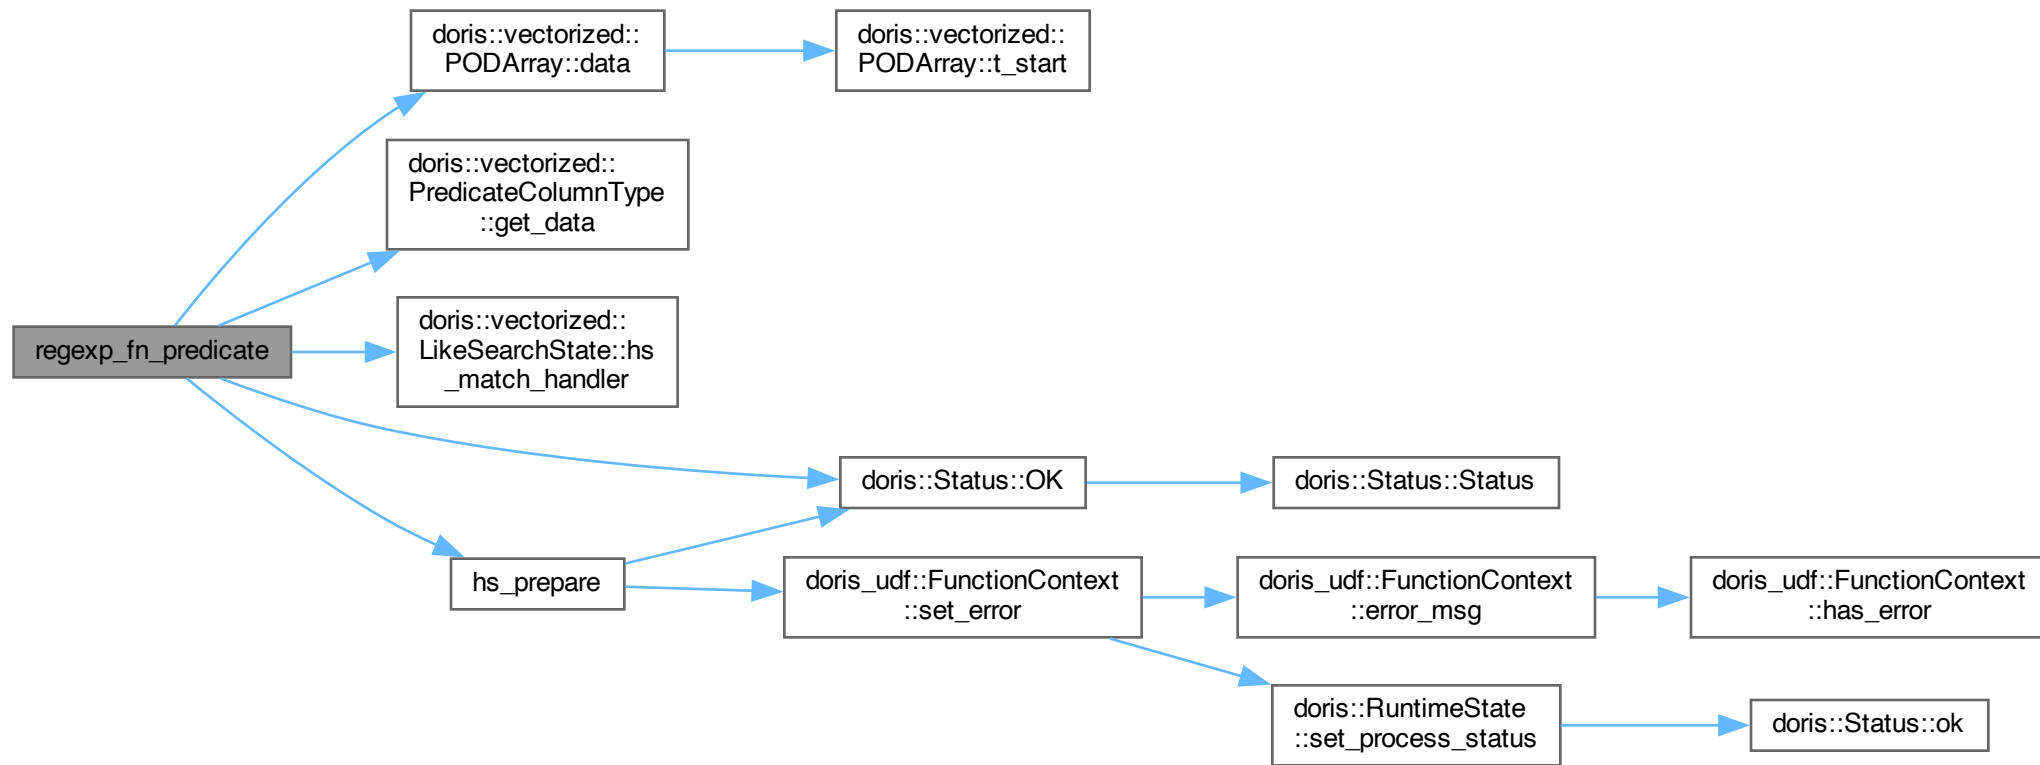 regexp_fn_predicate
doris::vectorized::
PODArray::data
doris::vectorized::
PODArray::t_start
doris::vectorized::
PredicateColumnType
::get_data
doris::vectorized::
LikeSearchState::hs
_match_handler
doris::Status::OK
doris::Status::Status
hs_prepare
doris_udf::FunctionContext
::set_error
doris_udf::FunctionContext
::error_msg
doris_udf::FunctionContext
::has_error
doris::RuntimeState
::set_process_status
doris::Status::ok